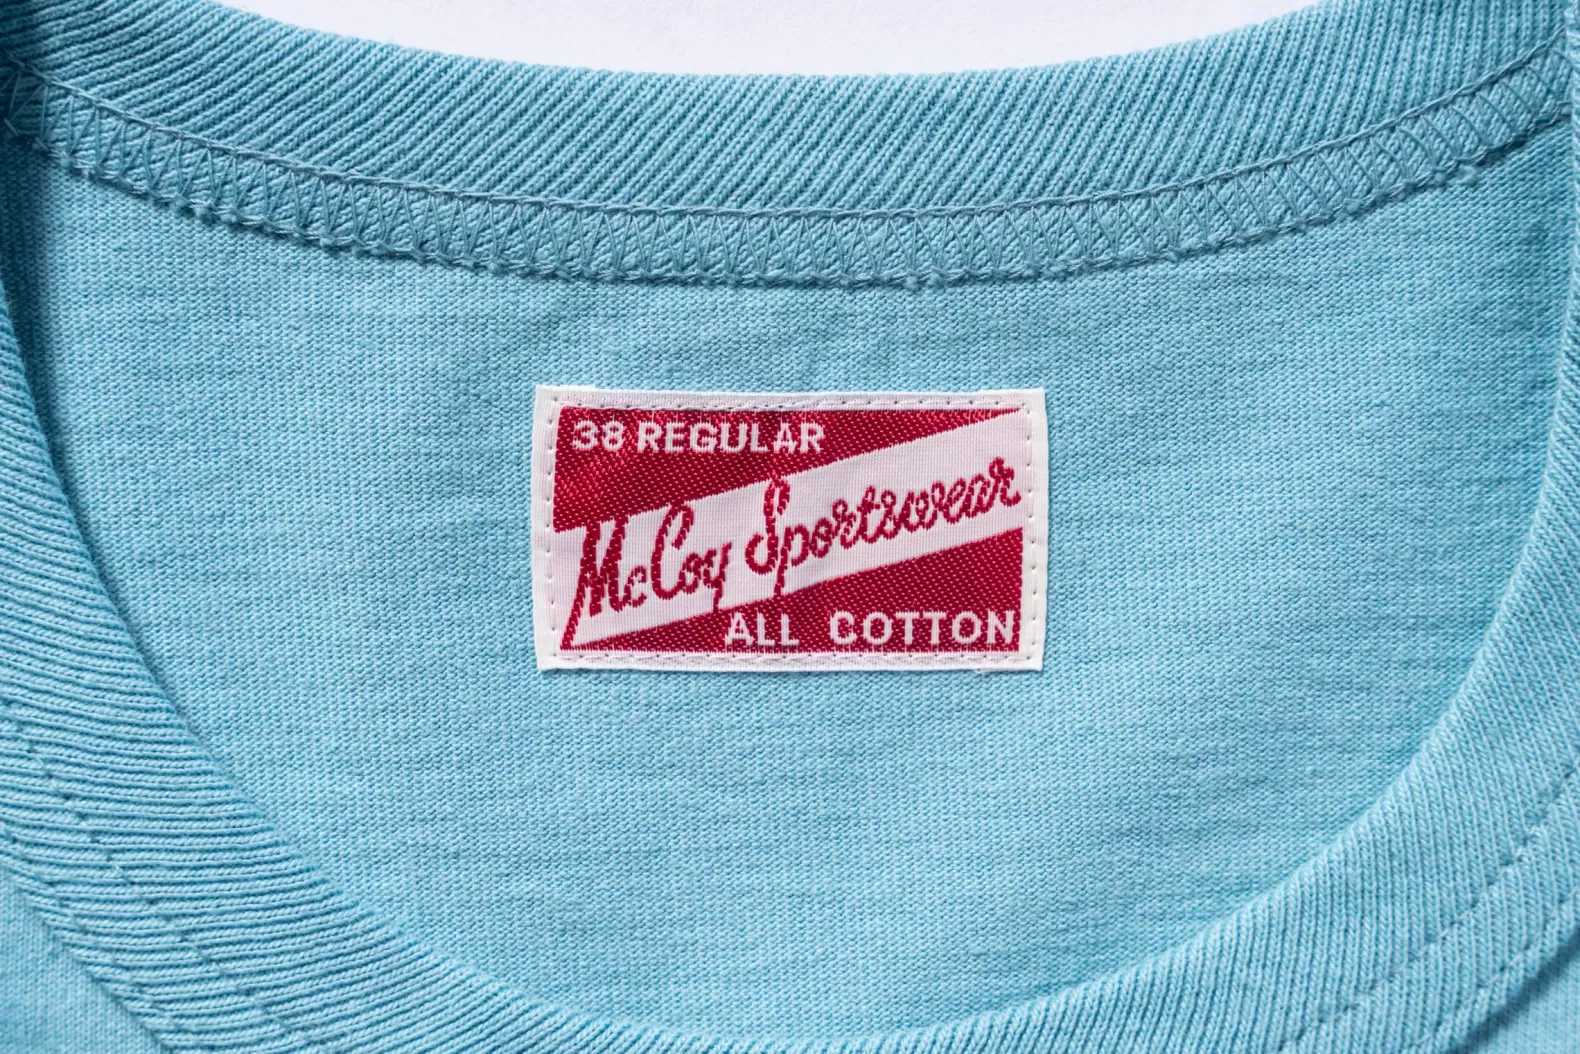 38 REGULAR
McCoy Sportswear
ALL COTTON